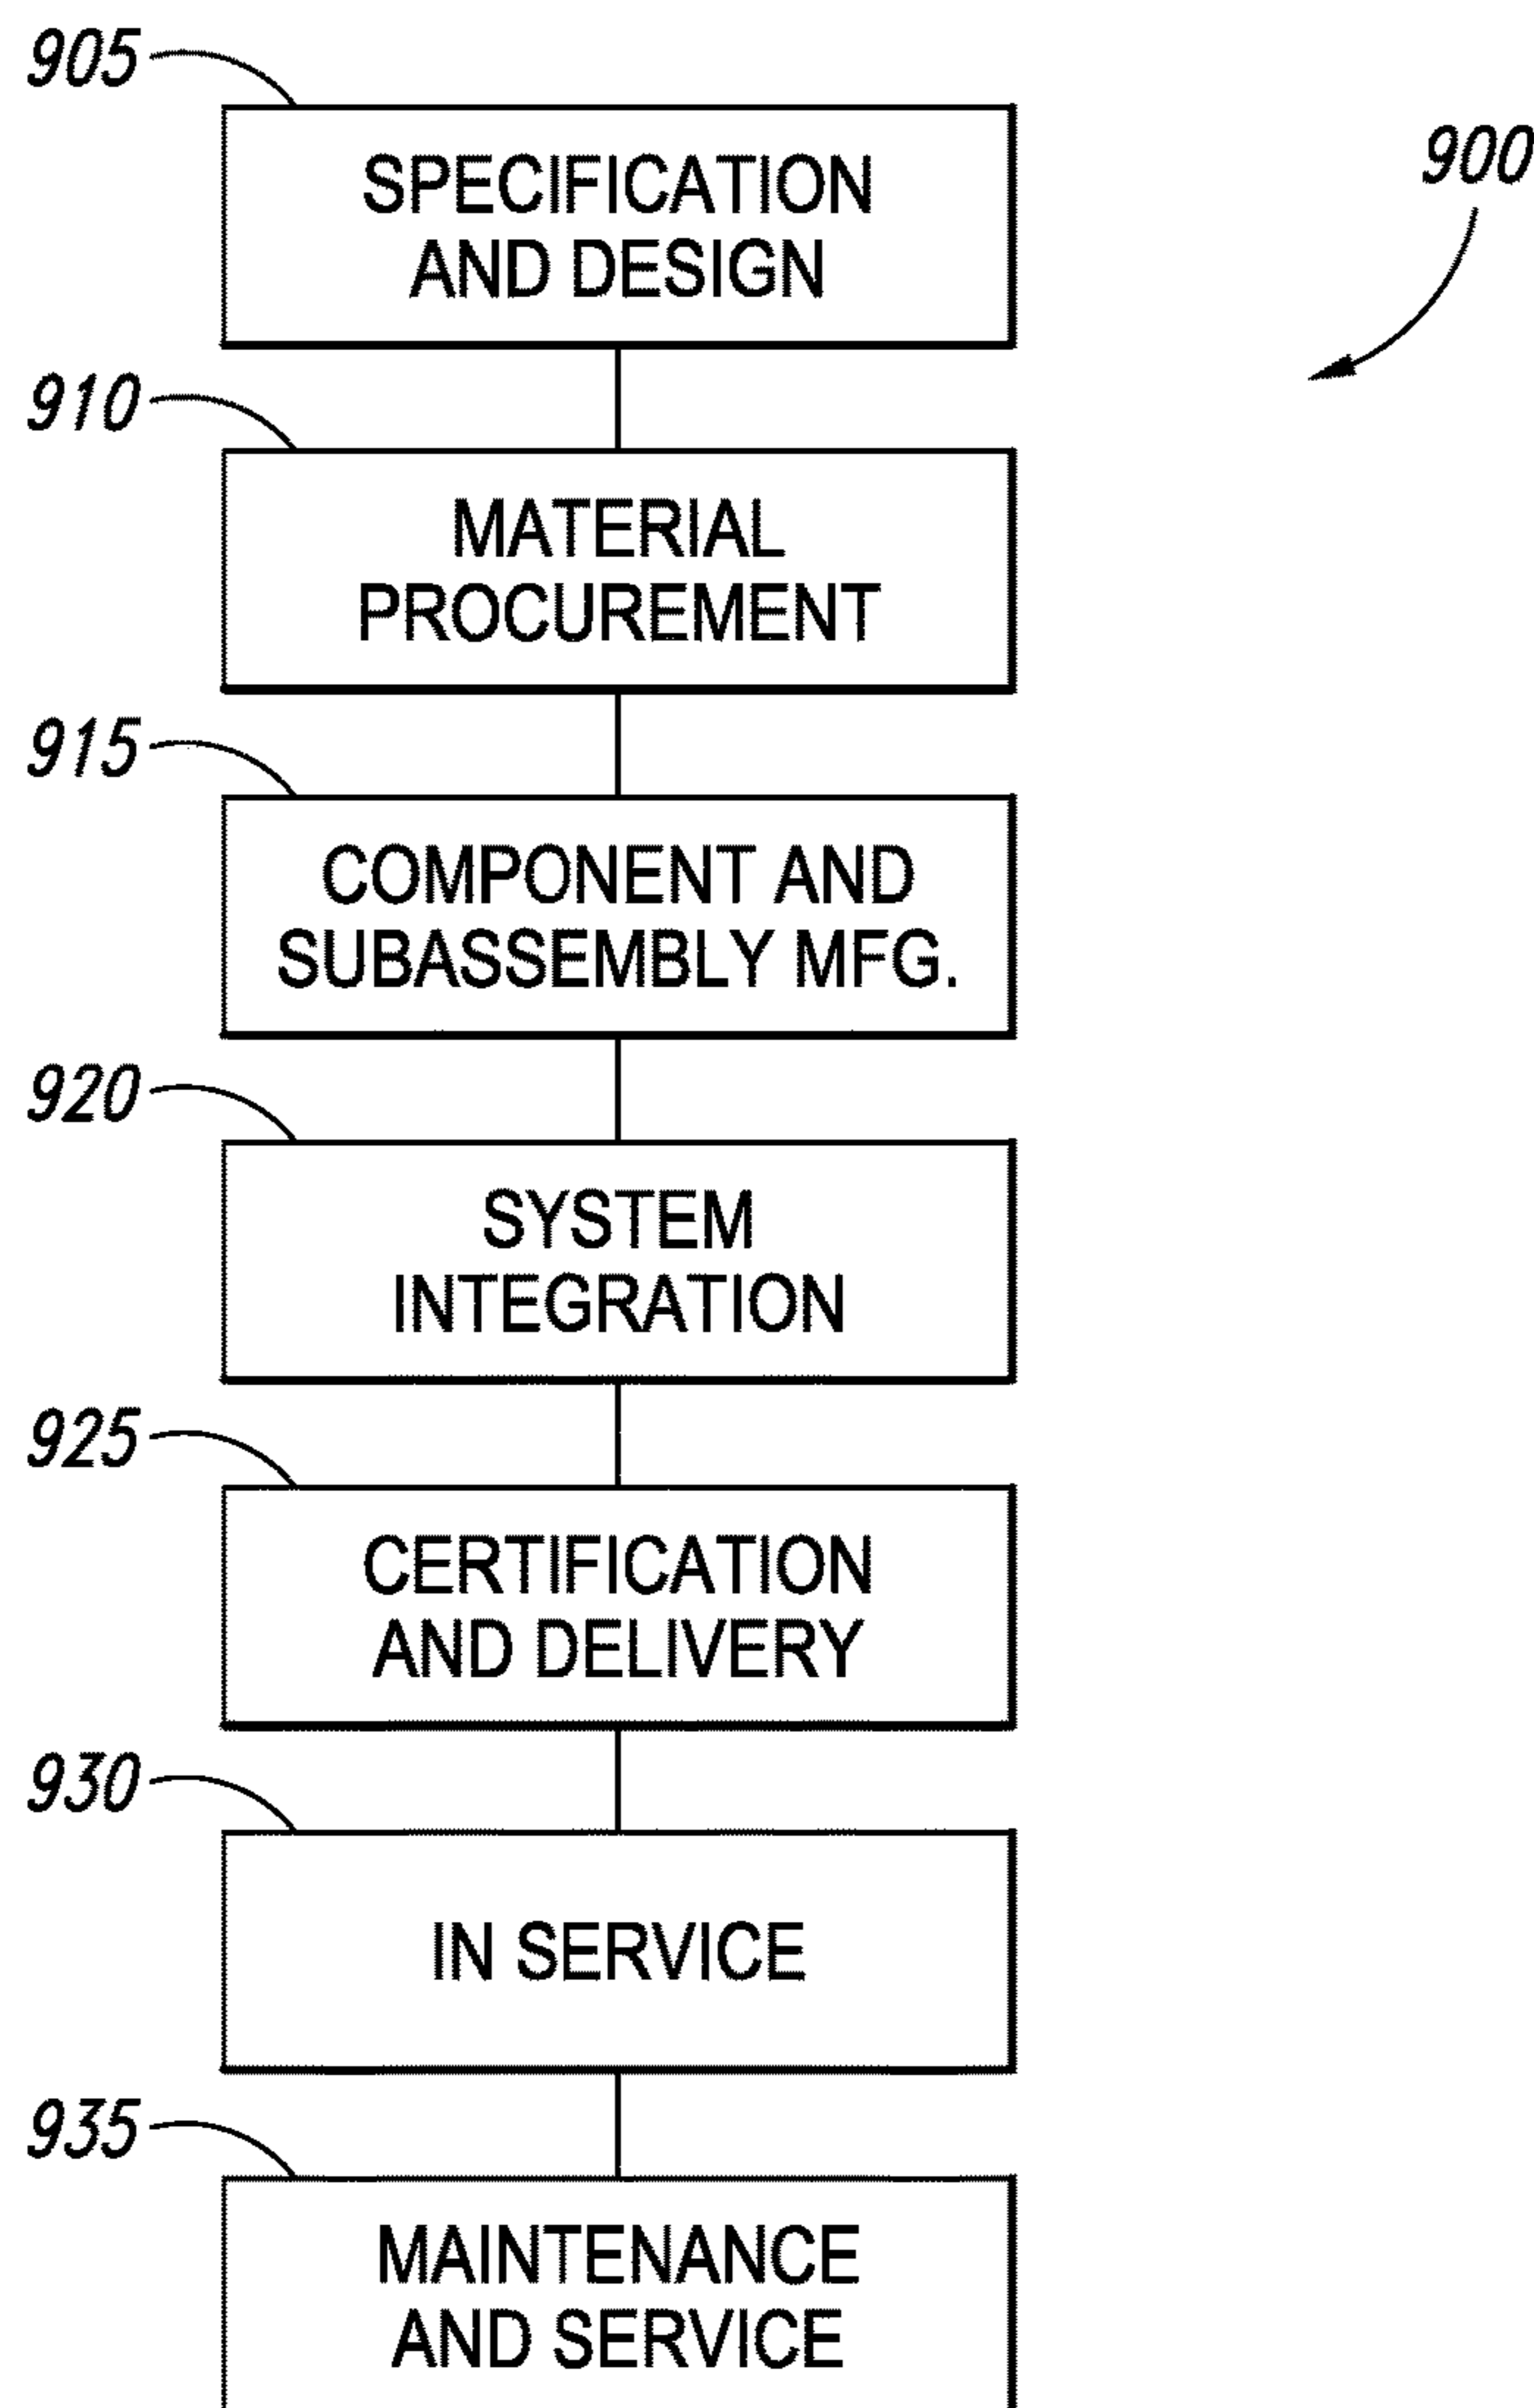 905
SPECIFICATION
AND DESIGN
900
910
MATERIAL
PROCUREMENT
915
COMPONENT AND
SUBASSEMBLY MFG.
920
SYSTEM
INTEGRATION
925
CERTIFICATION
AND DELIVERY
930
IN SERVICE
935
MAINTENANCE
AND SERVICE